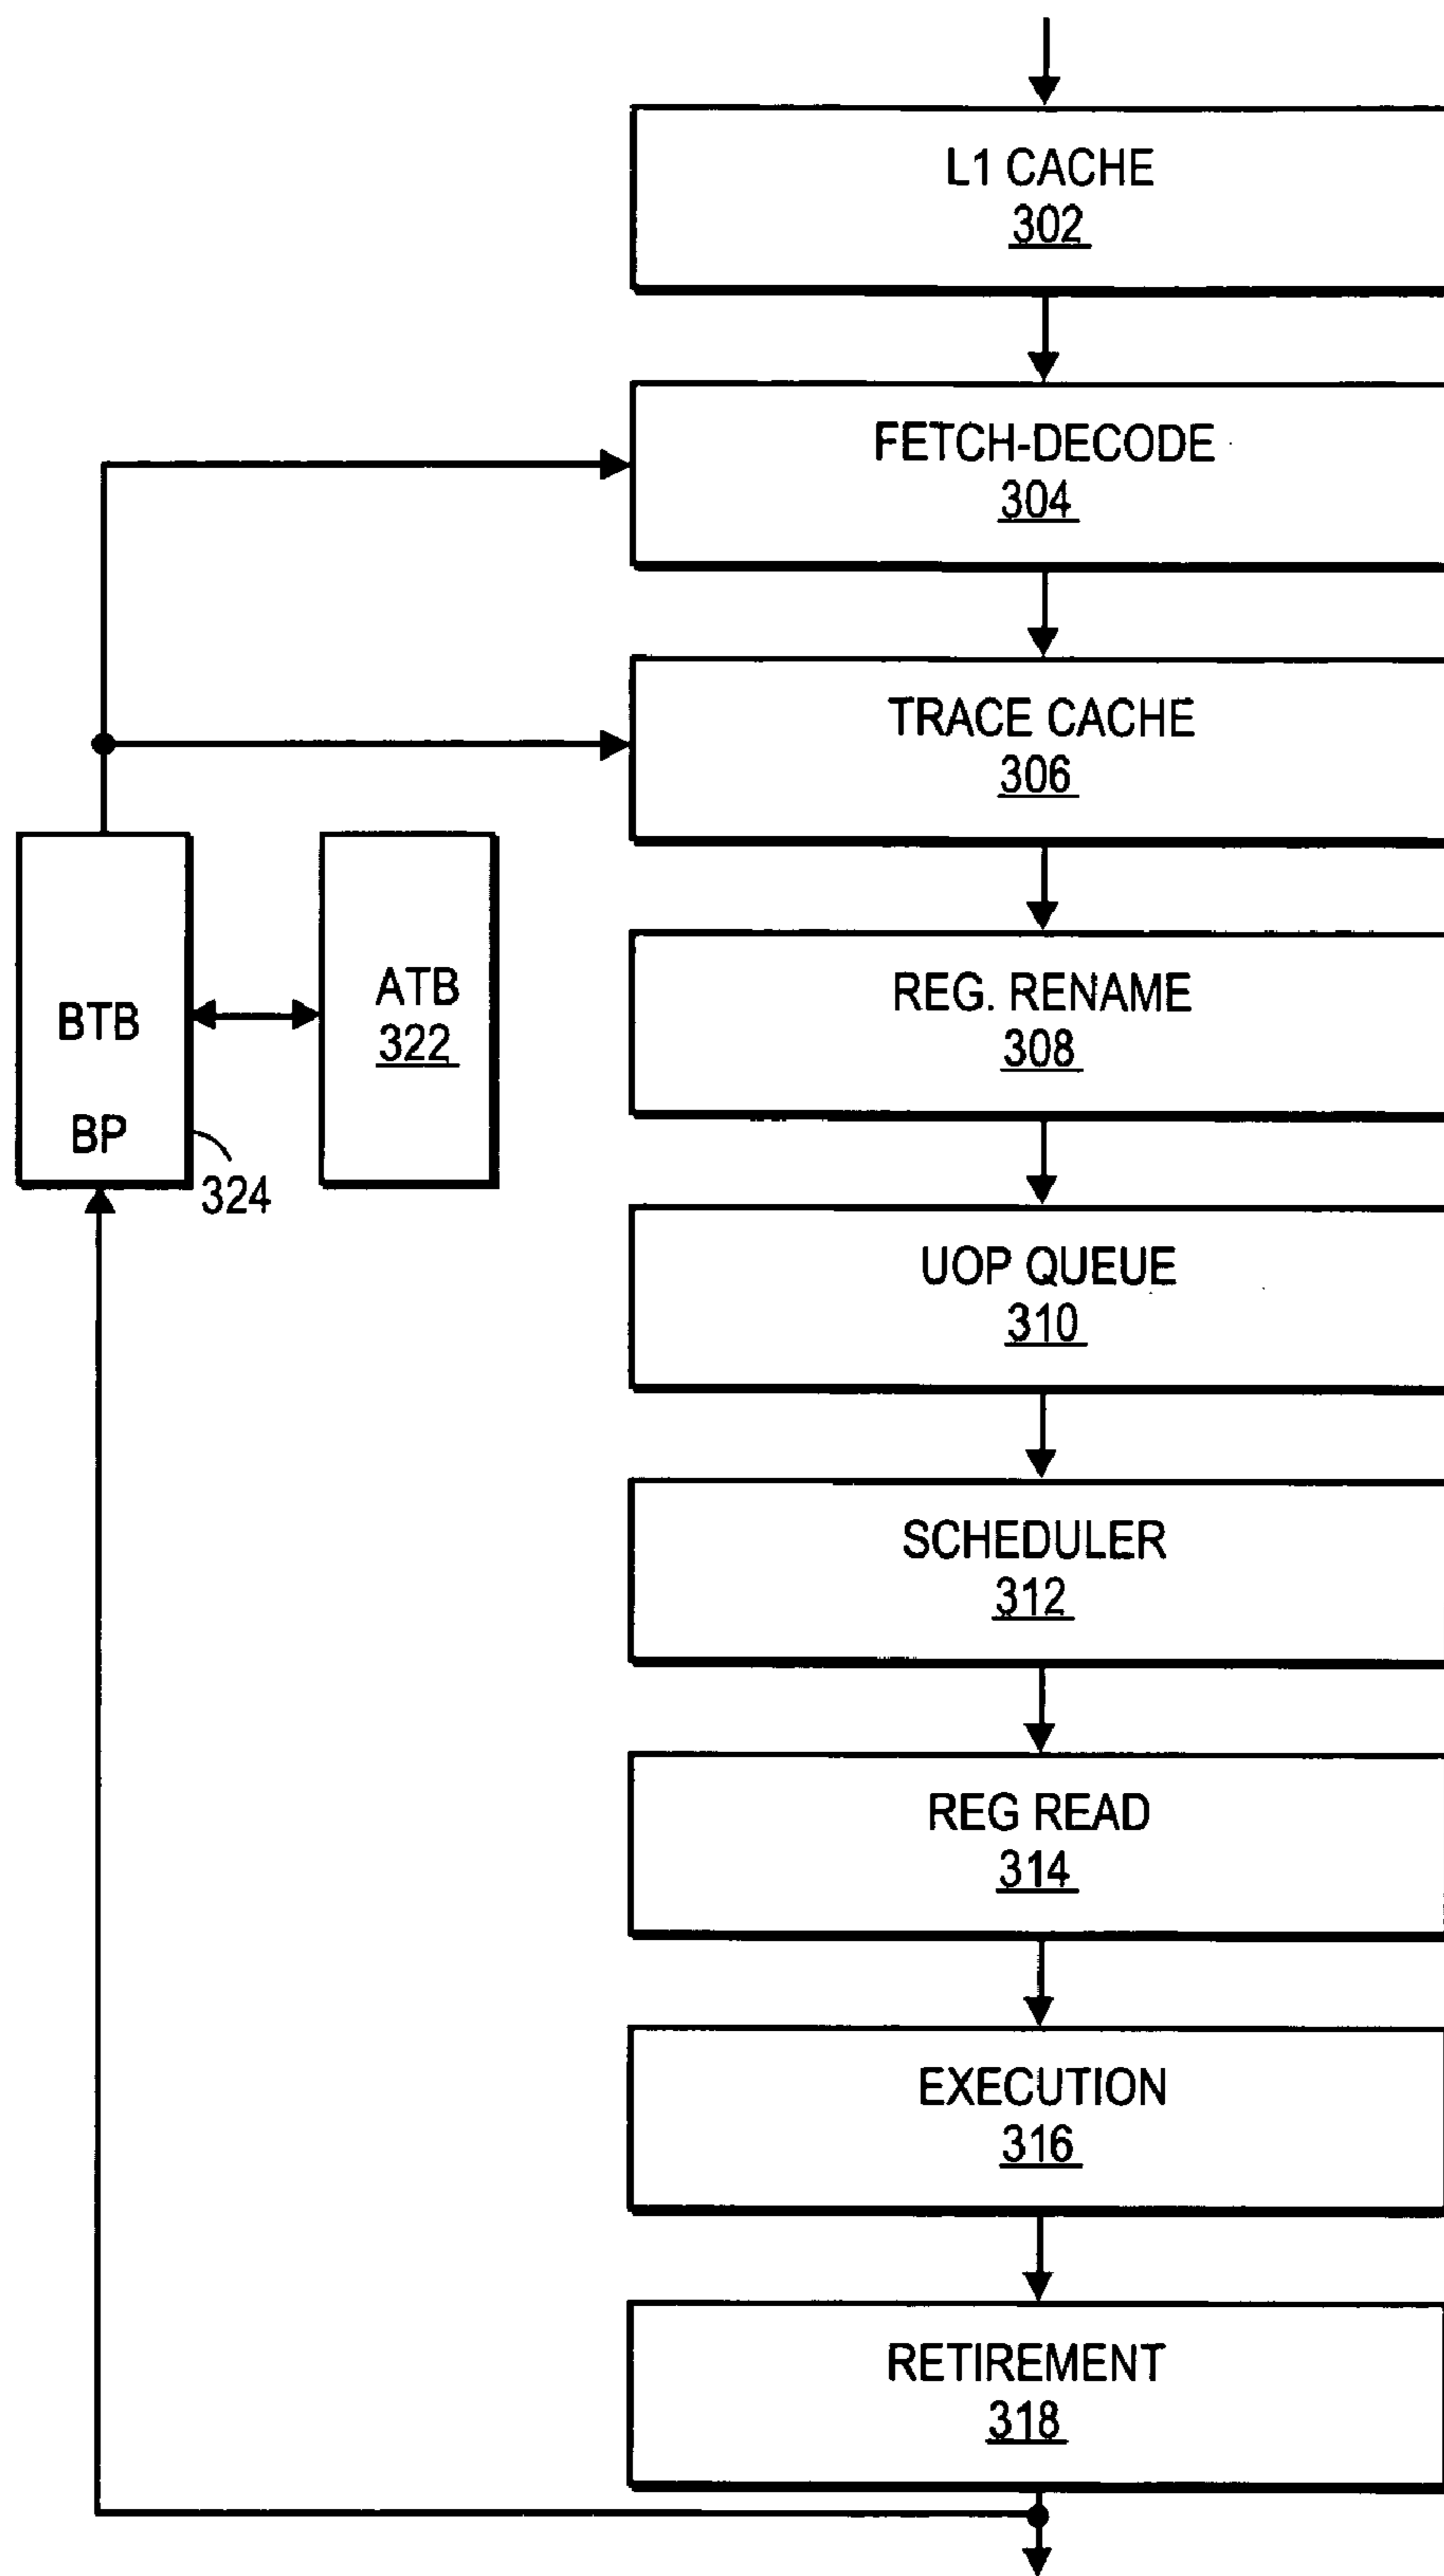 L1 CACHE
302
FETCH-DECODE
304
TRACE CACHE
306
REG. RENAME
308
BTB
BP
324
ATB
322
UOP QUEUE
310
SCHEDULER
312
REG READ
314
EXECUTION
316
RETIREMENT
318